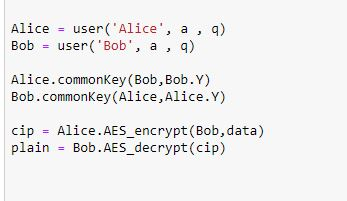 Alice = user('Alice', a , q)
Bob = user('Bob', a , q)
Alice.commonKey(Bob,Bob.Y)
Bob.commonKey(Alice,Alice.Y)
cip = Alice.AES_encrypt(Bob,data)
plain = Bob.AES_decrypt(cip)